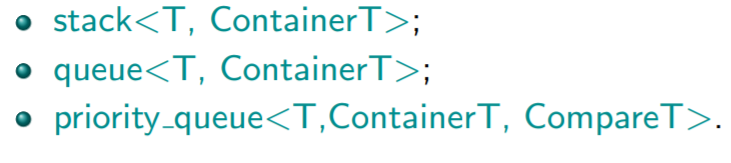 • stack<T, ContainerT>;
• queue<T, ContainerT>;
• priority_queue<T,ContainerT, CompareT>.